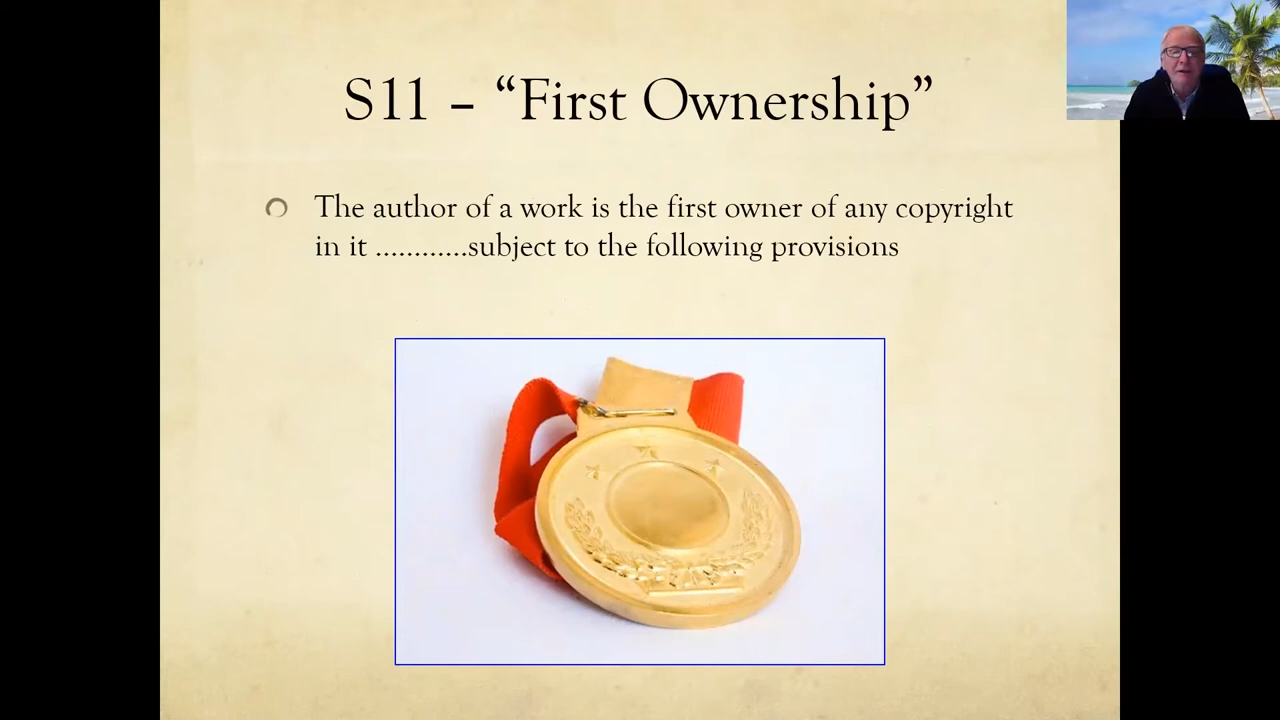 S11 – “First Ownership”
The author of a work is the first owner of any copyright
in it ............subject to the following provisions